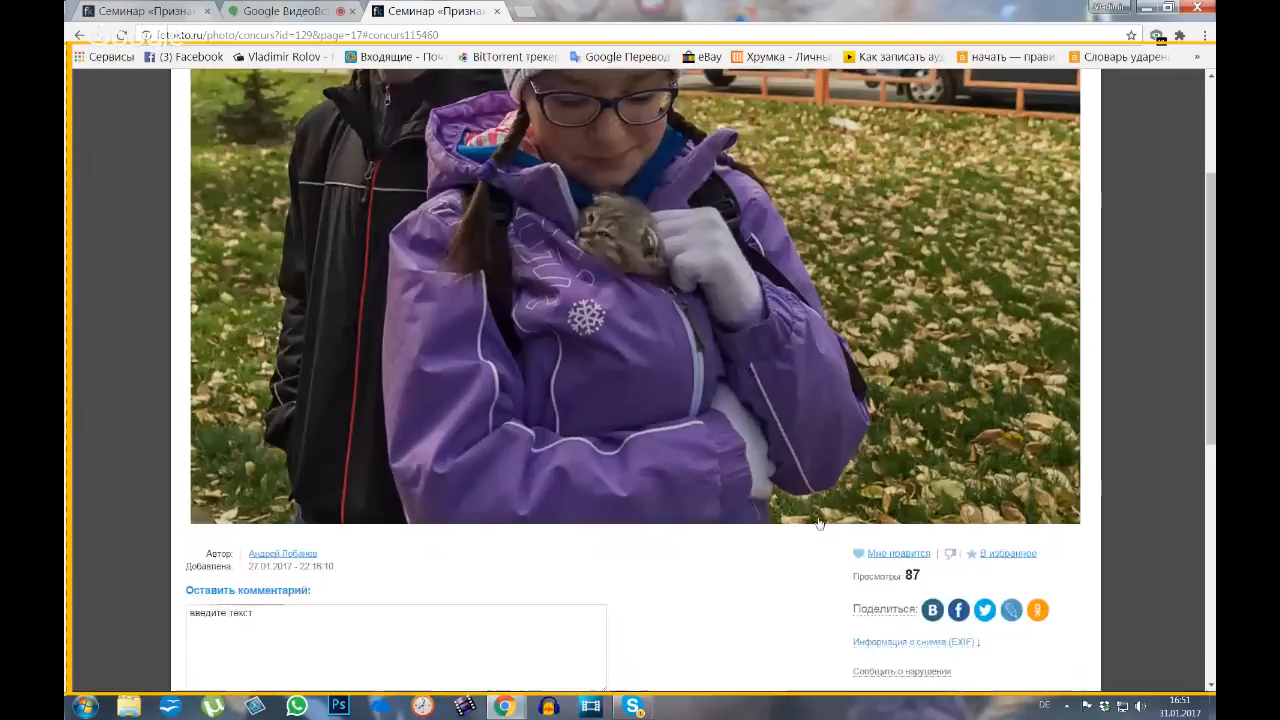 Семинар «Призна
Google ВидеоВс
Семинар «Призна
Vladimir
fotokto.ru/photo/concurs?id=129&page=17#concurs115460
Сервисы
(3) Facebook
Vladimir Rolov -
Входящие - Поч
BitTorrent трекер
Google Перевод
eBay
Хрумка - Личны
Как записать ауд
начать — прави
Словарь ударен
»
Автор:
Андрей Лобанов
Добавлена:
27.01.2017 - 22:16:10
Мне нравится
В избранное
Просмотры: 87
Оставить комментарий:
введите текст
Поделиться:
Информация о снимке (EXIF) ↓
Сообщить о нарушении
DE
16:51
31.01.2017